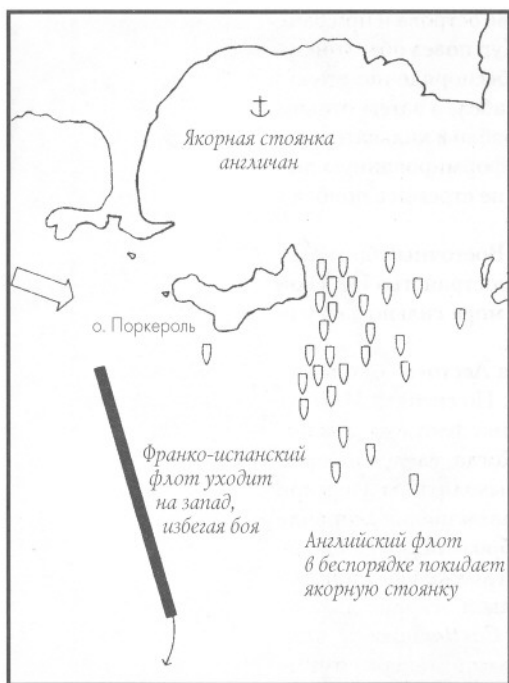 Якорная стоянка
англичан
о. Поркероль
Франко-испанский
флот уходит
на запад,
избегая боя
Английский флот
в беспорядке покидает
якорную стоянку